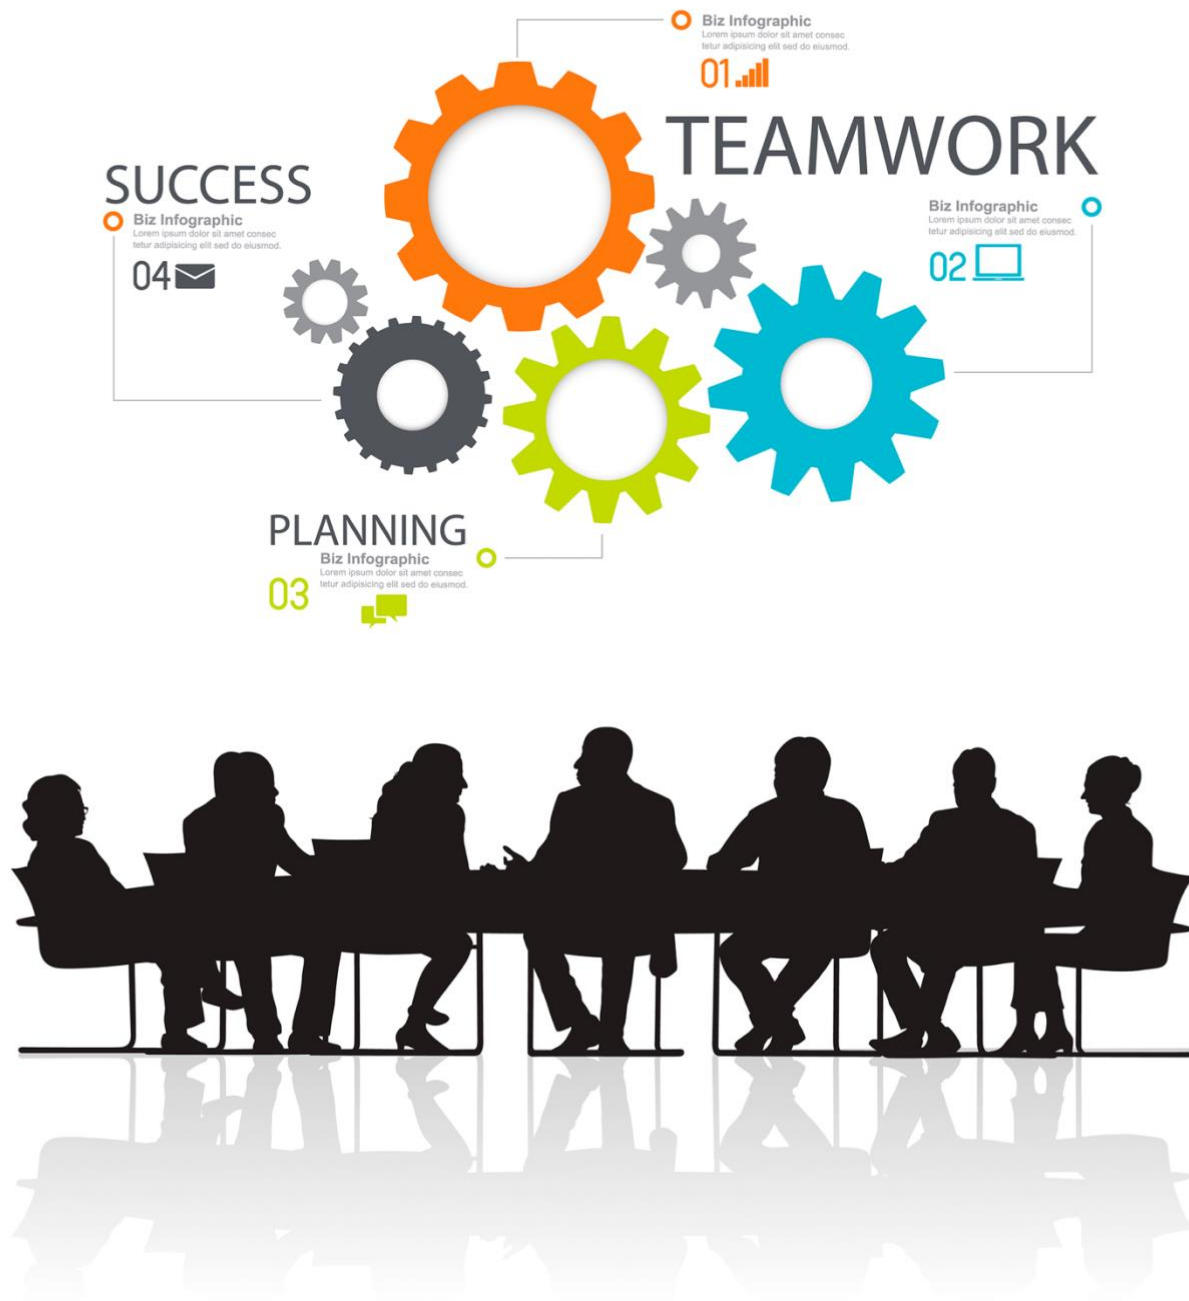 Biz Infographic
Lorem ipsum dolor sit amet consec
tetur adipisicing elit sed do eiusmod.
01
TEAMWORK
SUCCESS
Biz Infographic
Lorem ipsum dolor sit amet consec
tetur adipisicing elit sed do eiusmod.
04
Biz Infographic
Lorem ipsum dolor sit amet consec
tetur adipisicing elit sed do eiusmod.
02
PLANNING
Biz Infographic
Lorem ipsum dolor sit amet consec
tetur adipisicing elit sed do eiusmod.
03